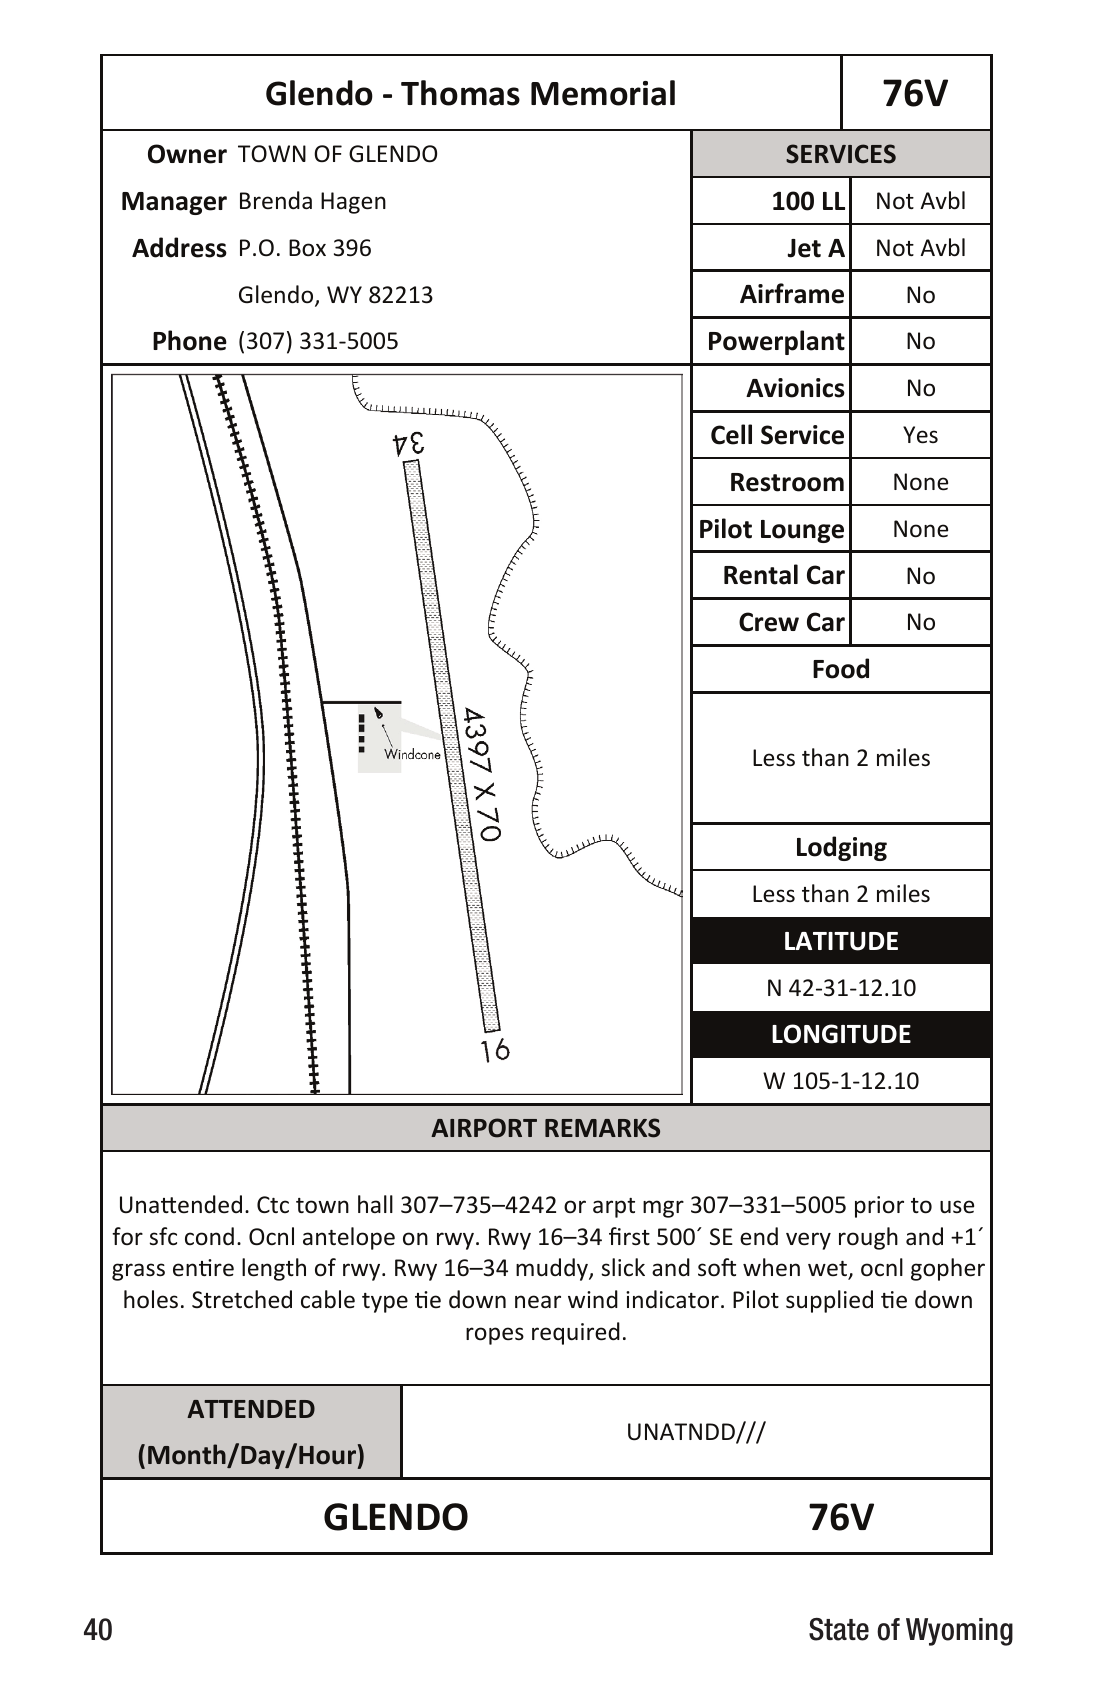 Glendo - Thomas Memorial
76V
Owner TOWN OF GLENDO
Manager Brenda Hagen
Address P.O. Box 396
Glendo, WY 82213
Phone (307) 331-5005
SERVICES
100 LL Not Avbl
Jet A Not Avbl
Airframe No
Powerplant No
Avionics No
Cell Service Yes
Restroom None
Pilot Lounge None
Rental Car No
Crew Car No
Food
Less than 2 miles
Lodging
Less than 2 miles
LATITUDE
N 42-31-12.10
LONGITUDE
W 105-1-12.10
34
4397 X 70
Windcone
16
AIRPORT REMARKS
Unattended. Ctc town hall 307–735–4242 or arpt mgr 307–331–5005 prior to use
for sfc cond. Ocnl antelope on rwy. Rwy 16–34 first 500´ SE end very rough and +1´
grass entire length of rwy. Rwy 16–34 muddy, slick and soft when wet, ocnl gopher
holes. Stretched cable type tie down near wind indicator. Pilot supplied tie down
ropes required.
ATTENDED
(Month/Day/Hour)
UNATNDD///
GLENDO 76V
40 State of Wyoming